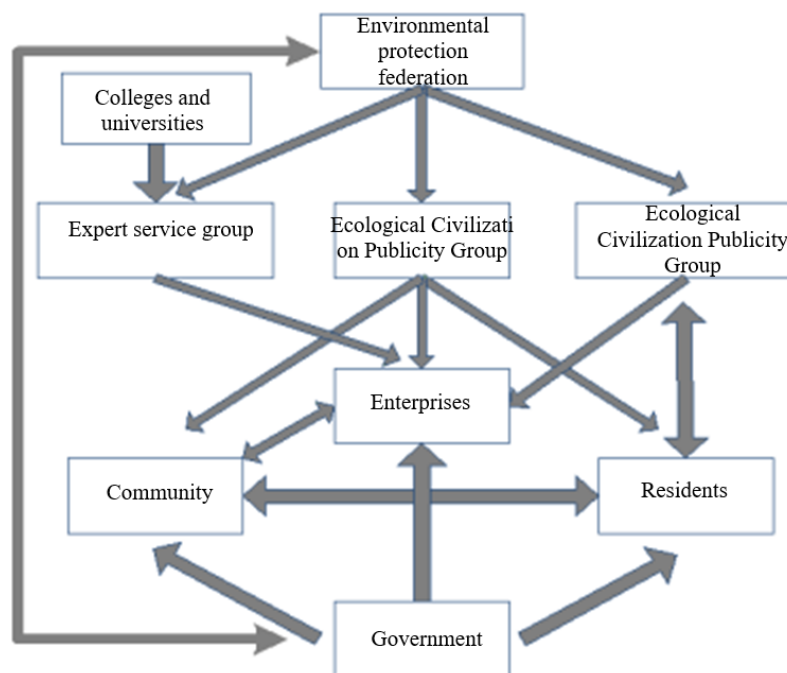 Environmental
protection
federation
Colleges and
universities
Expert service group
Ecological Civilizati
on Publicity Group
Ecological
Civilization Publicity
Group
Enterprises
Community
Residents
Government